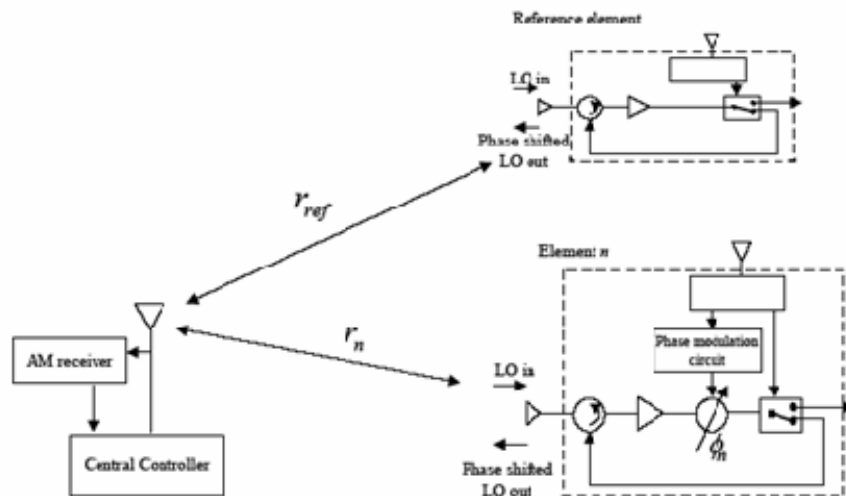 Reference element
LO in
Phase shifted
LO out
r_ref
Element n
r_n
AM receiver
Phase modulation
circuit
LO in
ϕ_n
Central Controller
Phase shifted
LO out